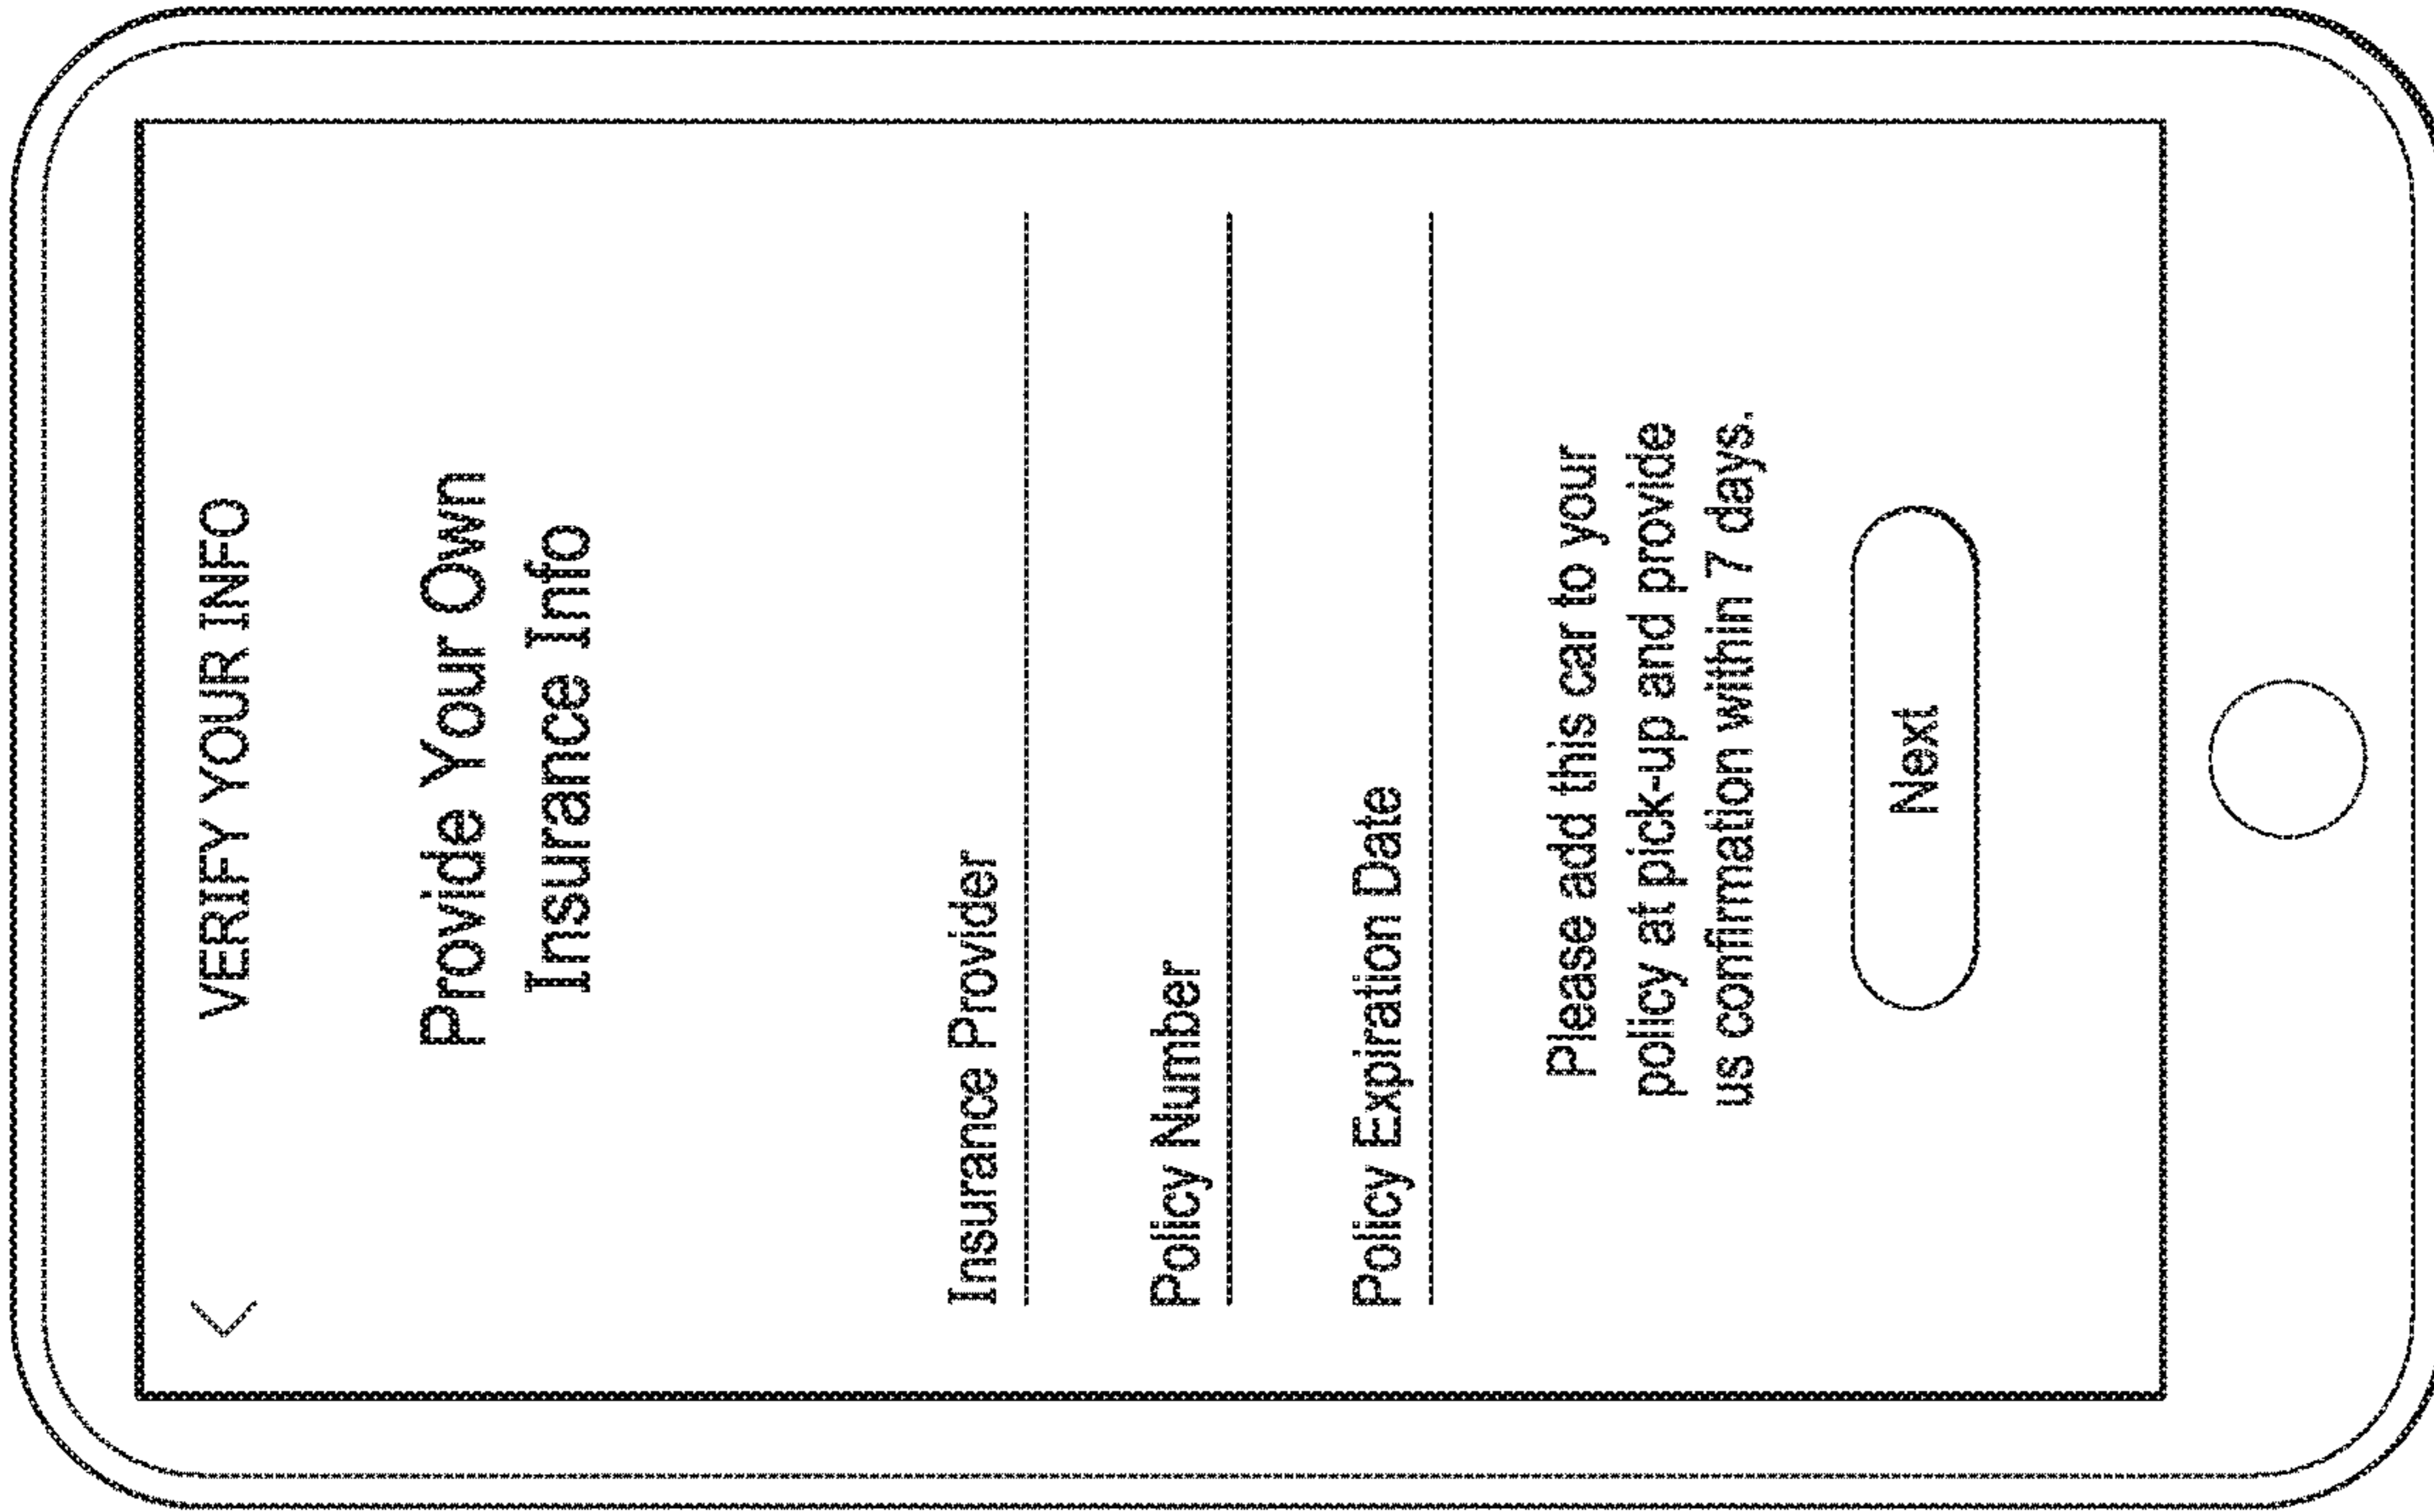 VERIFY YOUR INFO
Provide Your Own
Insurance Info
Insurance Provider
Policy Number
Policy Expiration Date
Please add this car to your
policy at pick-up and provide
us confirmation within 7 days.
Next